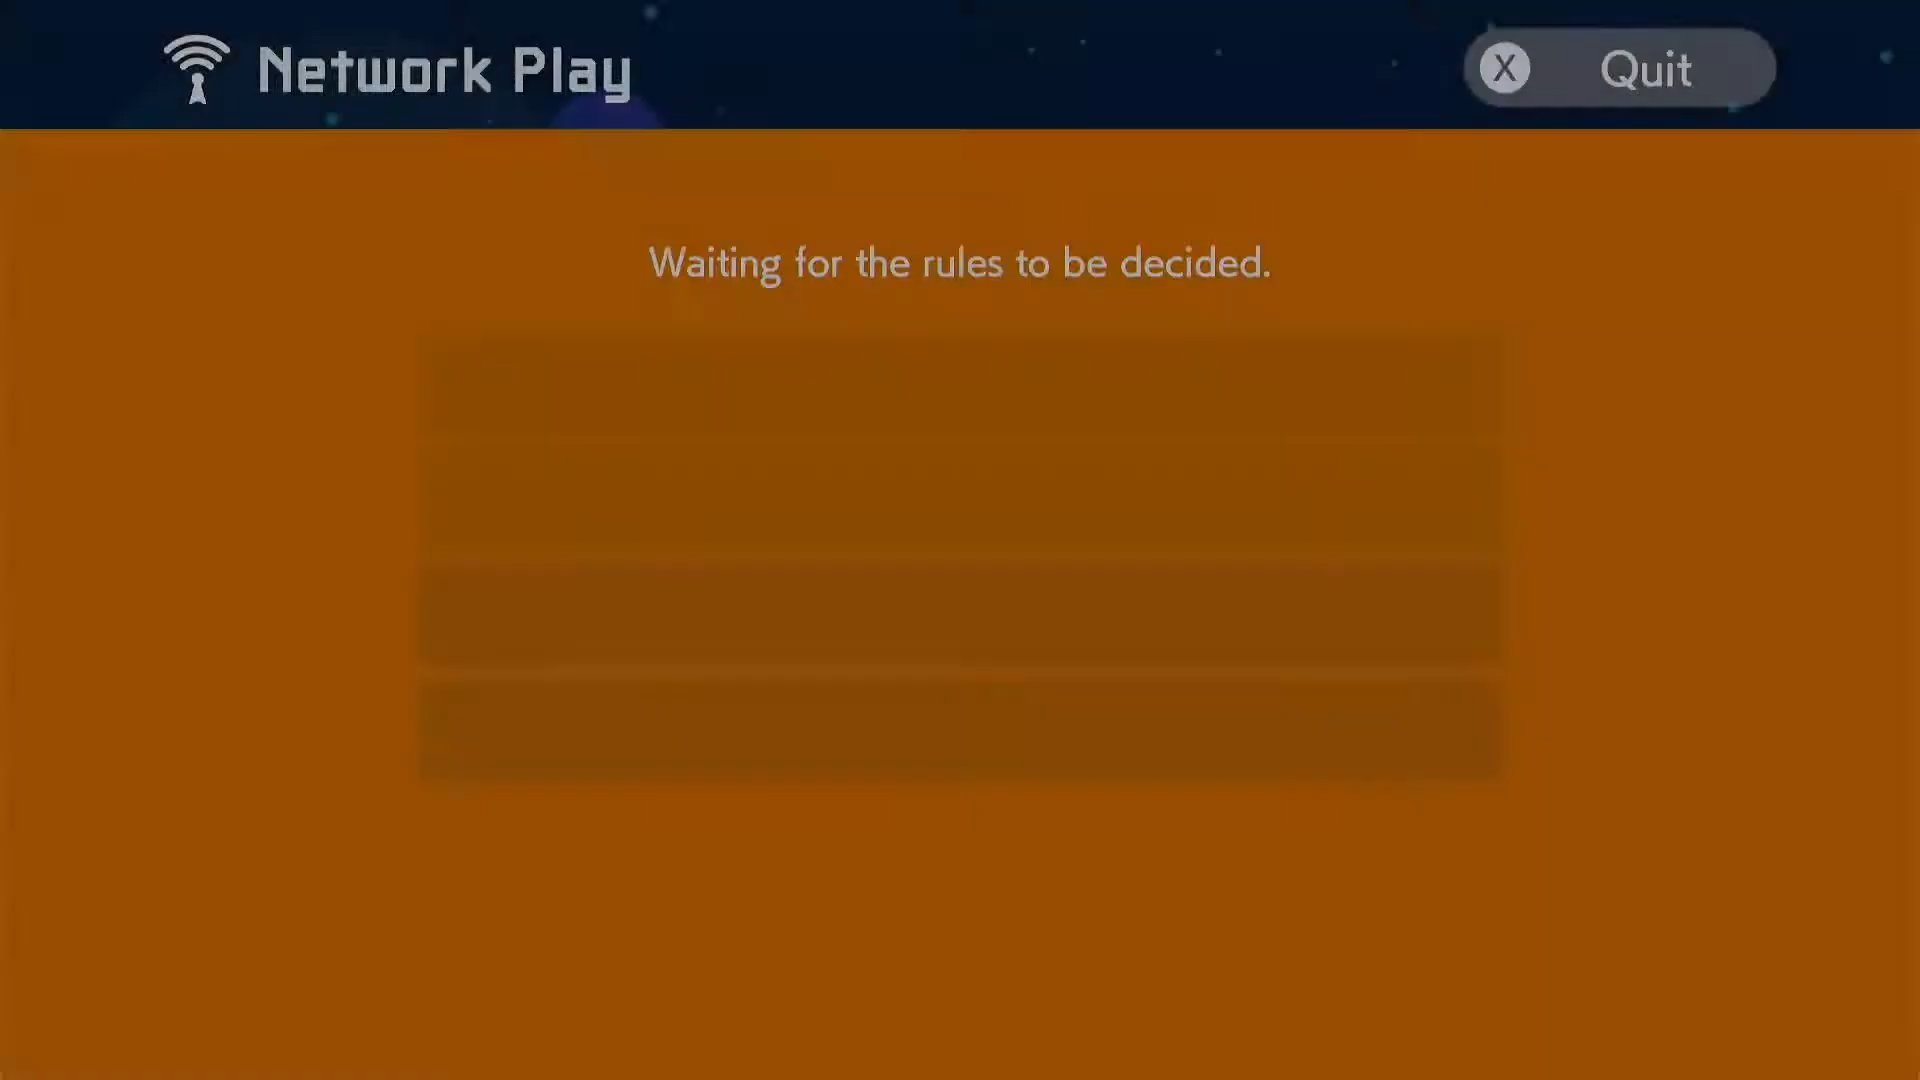 Network Play
X Quit
Waiting for the rules to be decided.